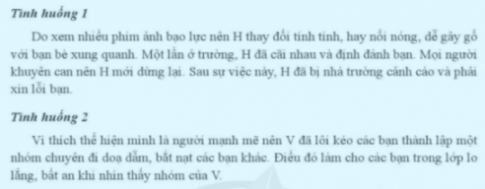 Tình huống 1
Do xem nhiều phim ảnh bạo lực nên H thay đổi tính tình, hay nổi nóng, dễ gây gổ
với bạn bè xung quanh. Một lần ở trường, H đã cãi nhau và định đánh bạn. Mọi người
khuyên can nên H mới dừng lại. Sau sự việc này, H đã bị nhà trường cảnh cáo và phải
xin lỗi bạn.
Tình huống 2
Vì thích thể hiện mình là người mạnh mẽ nên V đã lôi kéo các bạn thành lập một
nhóm chuyên đi doạ dẫm, bắt nạt các bạn khác. Điều đó làm cho các bạn trong lớp lo
lắng, bất an khi nhìn thấy nhóm của V.